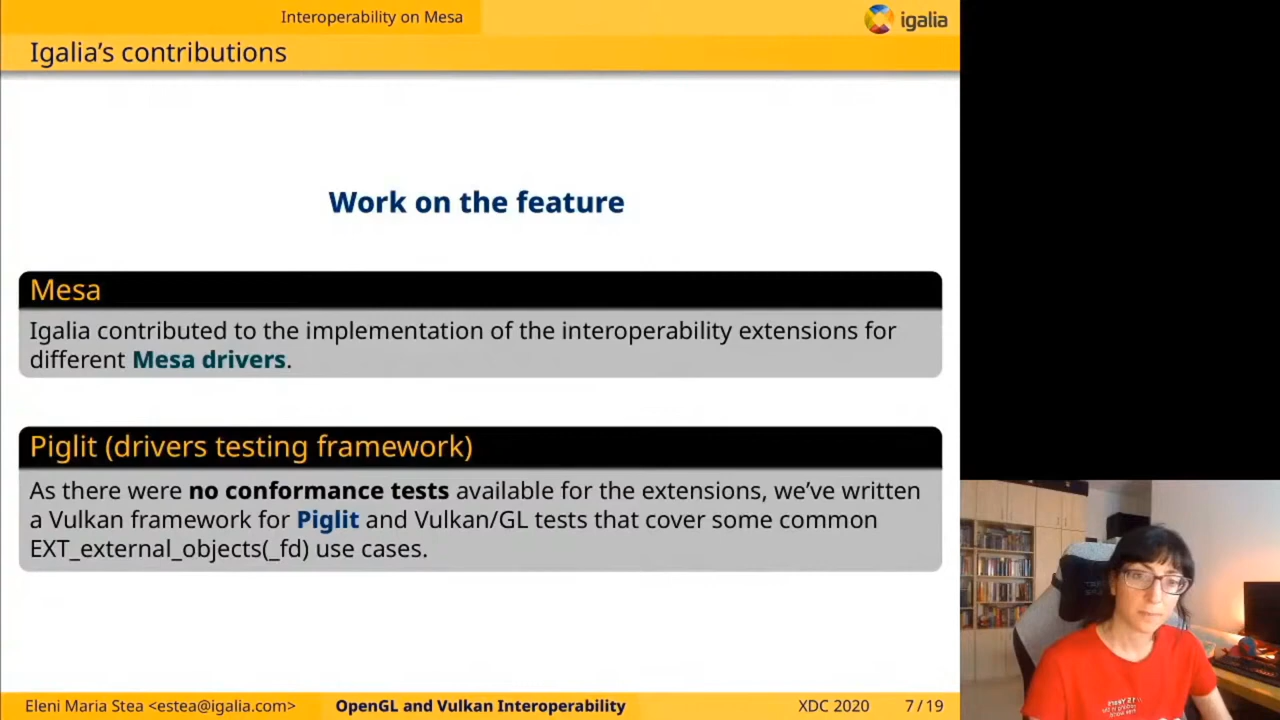 Interoperability on Mesa
igalia
Igalia's contributions
Work on the feature
Mesa
Igalia contributed to the implementation of the interoperability extensions for
different Mesa drivers.
Piglit (drivers testing framework)
As there were no conformance tests available for the extensions, we've written
a Vulkan framework for Piglit and Vulkan/GL tests that cover some common
EXT_external_objects(_fd) use cases.
Eleni Maria Stea <estea@igalia.com>
OpenGL and Vulkan Interoperability
XDC 2020
7 / 19